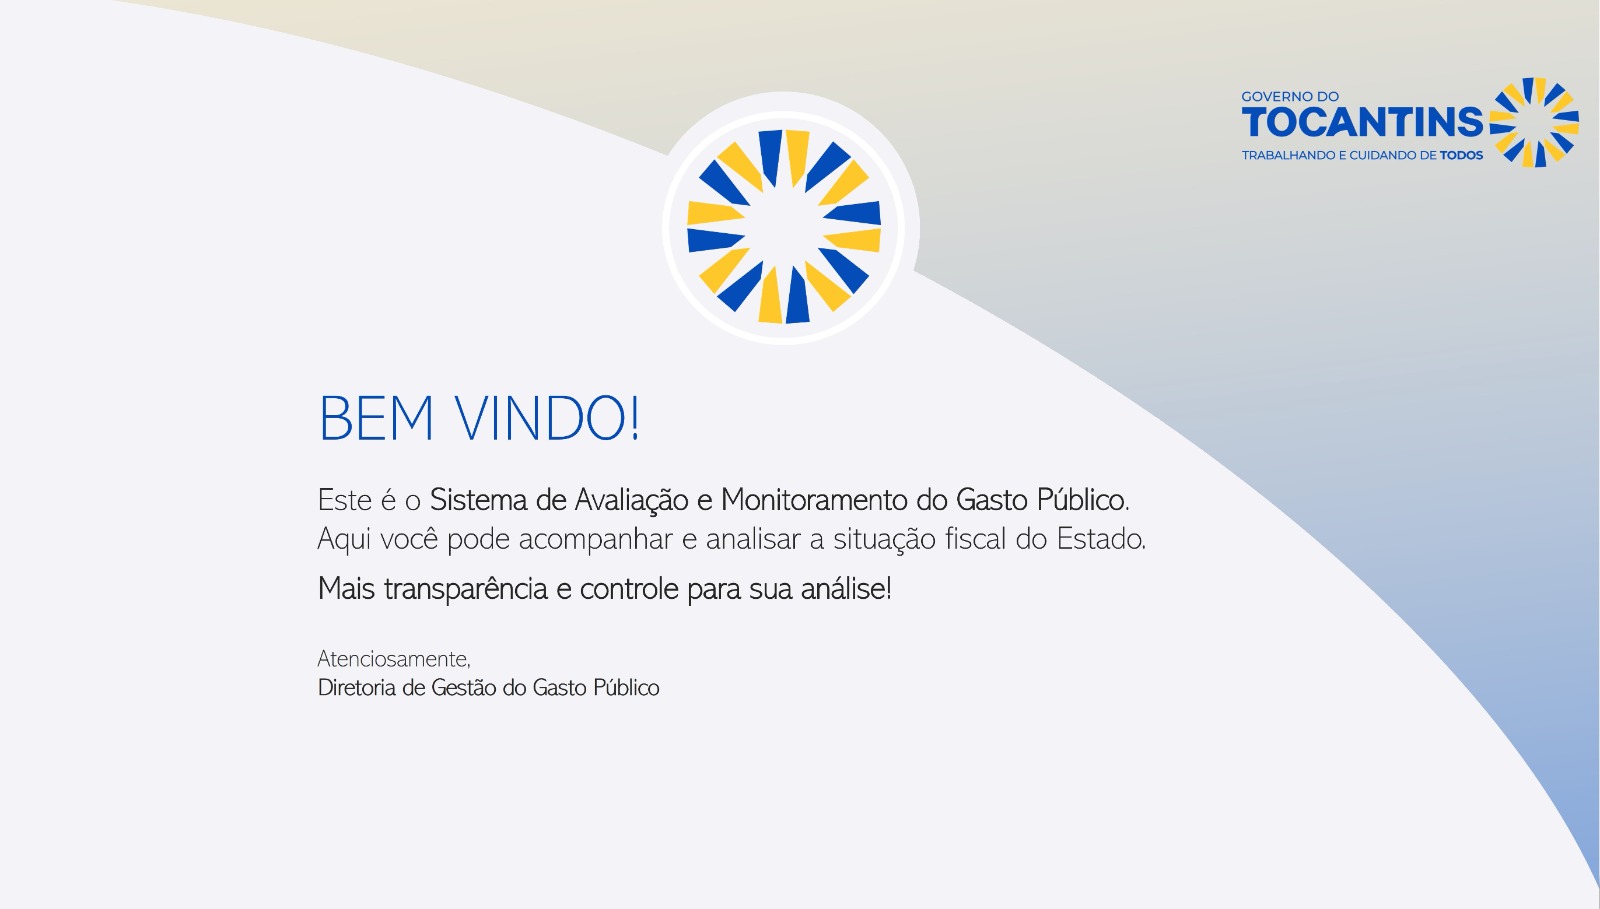 GOVERNO DO
TOCANTINS
TRABALHANDO E CUIDANDO DE TODOS
BEM VINDO!
Este é o Sistema de Avaliação e Monitoramento do Gasto Público.
Aqui você pode acompanhar e analisar a situação fiscal do Estado.
Mais transparência e controle para sua análise!
Atenciosamente,
Diretoria de Gestão do Gasto Público